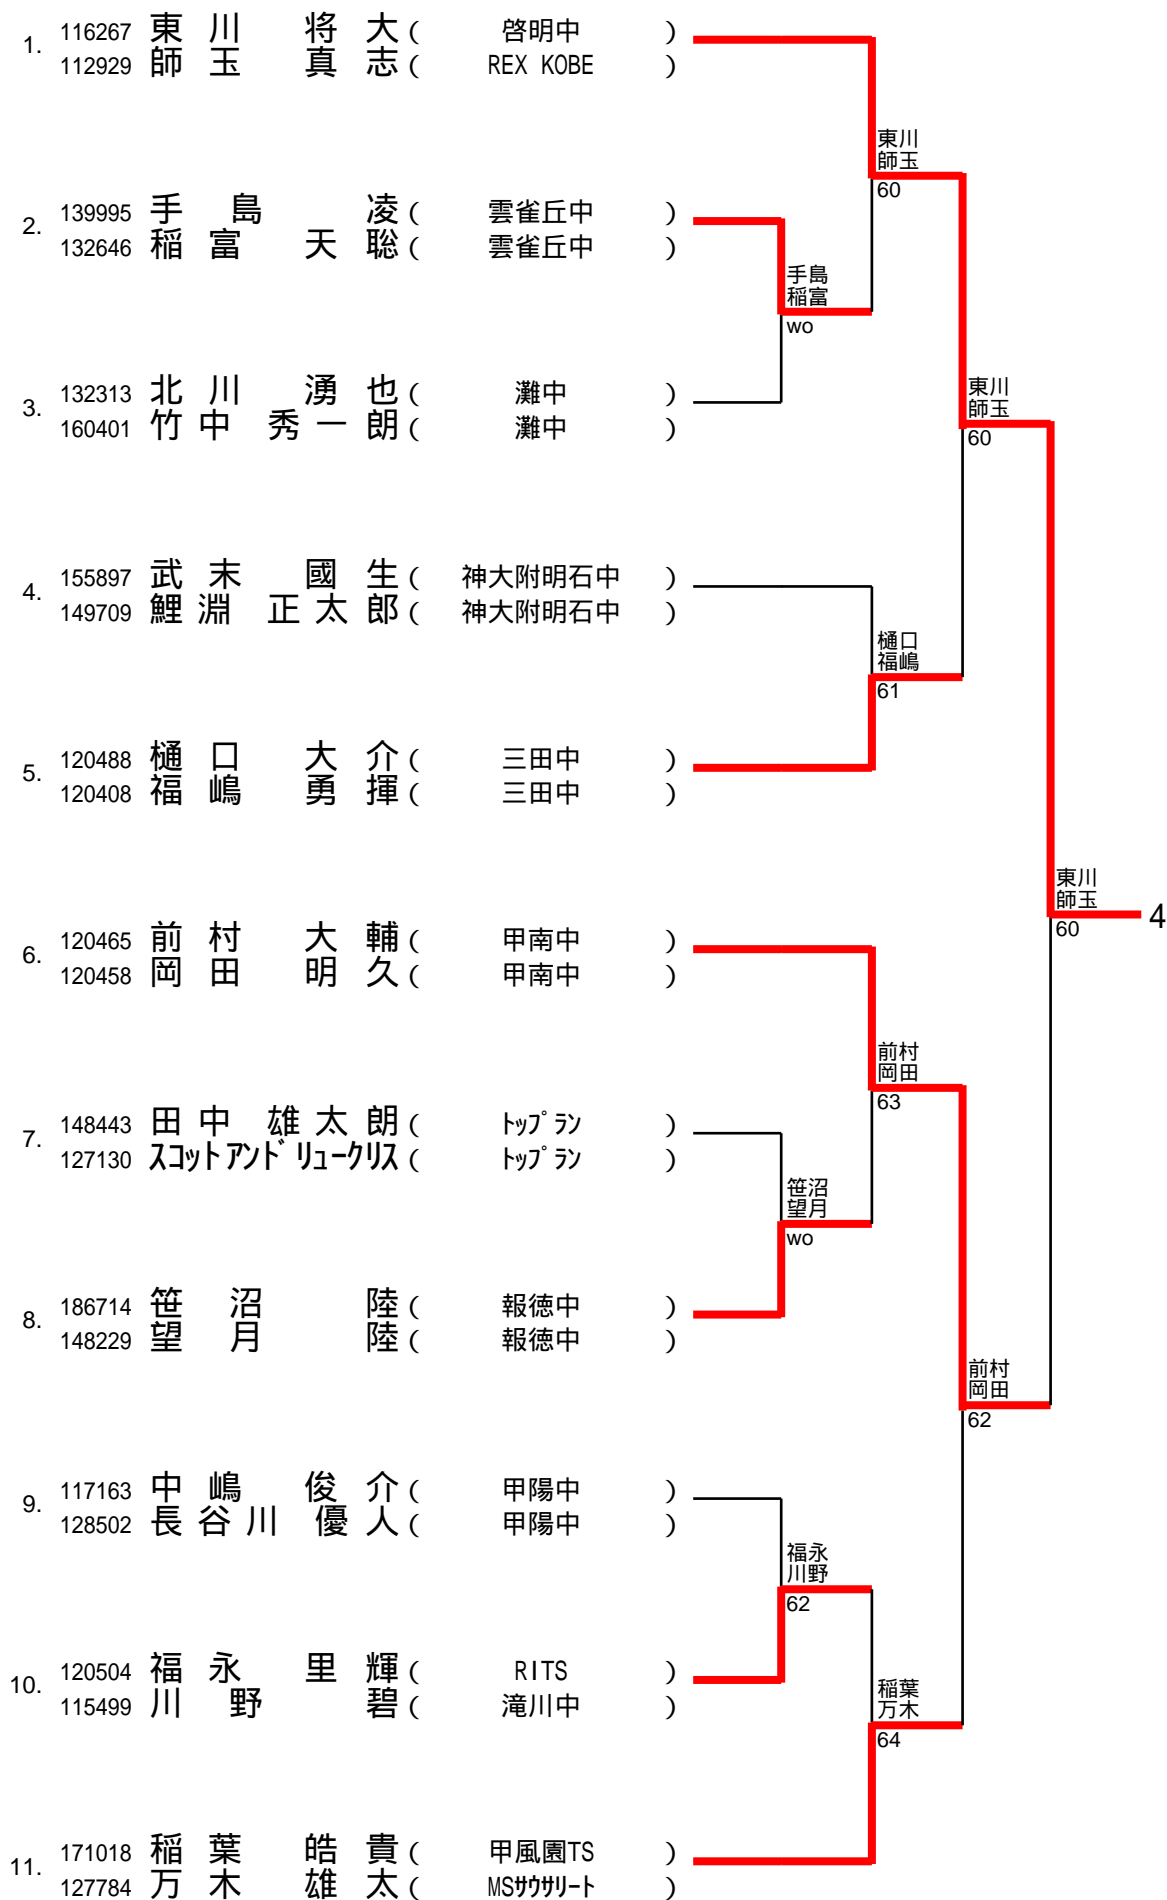 1. 116267 東川 将大 ( 啓明中 )
112929 師玉 真志 ( REX KOBE )
東川
師玉
60
2. 139995 手島 凌 ( 雲雀丘中 )
132646 稲富 天聡 ( 雲雀丘中 )
手島
稲富
wo
3. 132313 北川 湧也 ( 灘中 )
160401 竹中 秀一朗 ( 灘中 )
東川
師玉
60
4. 155897 武末 國生 ( 神大附明石中 )
149709 鯉淵 正太郎 ( 神大附明石中 )
樋口
福嶋
61
5. 120488 樋口 大介 ( 三田中 )
120408 福嶋 勇揮 ( 三田中 )
東川
師玉
60
4
6. 120465 前村 大輔 ( 甲南中 )
120458 岡田 明久 ( 甲南中 )
前村
岡田
63
7. 148443 田中 雄太朗 ( トップラン )
127130 スコットアンドリュークリス ( トップラン )
笹沼
望月
wo
8. 186714 笹沼 陸 ( 報徳中 )
148229 望月 陸 ( 報徳中 )
前村
岡田
62
9. 117163 中嶋 俊介 ( 甲陽中 )
128502 長谷川 優人 ( 甲陽中 )
福永
川野
62
10. 120504 福永 里輝 ( RITS )
115499 川野 碧 ( 滝川中 )
稲葉
万木
64
11. 171018 稲葉 皓貴 ( 甲風園TS )
127784 万木 雄太 ( MSサウサリート )